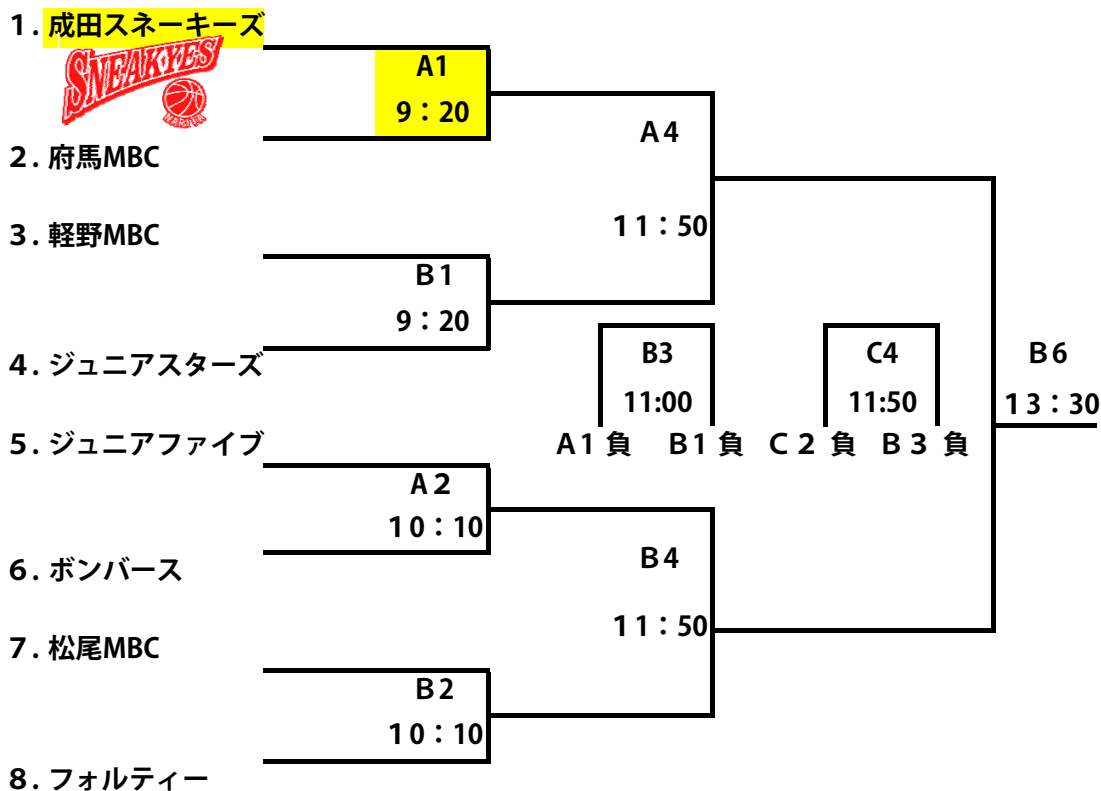 １. 成田スネーキーズ
SNEAKYES
A1
９：20
２. 府馬MBC
A４
１１：50
３. 軽野MBC
Ｂ1
９：20
４. ジュニアスターズ
B3
11:00
A１ 負　B１ 負
C4
11:50
Ｃ２ 負　Ｂ３ 負
Ｂ６
１３：30
５. ジュニアファイブ
A２
１０：10
６. ボンバース
Ｂ４
１１：50
７. 松尾MBC
Ｂ２
１０：10
８. フォルティー